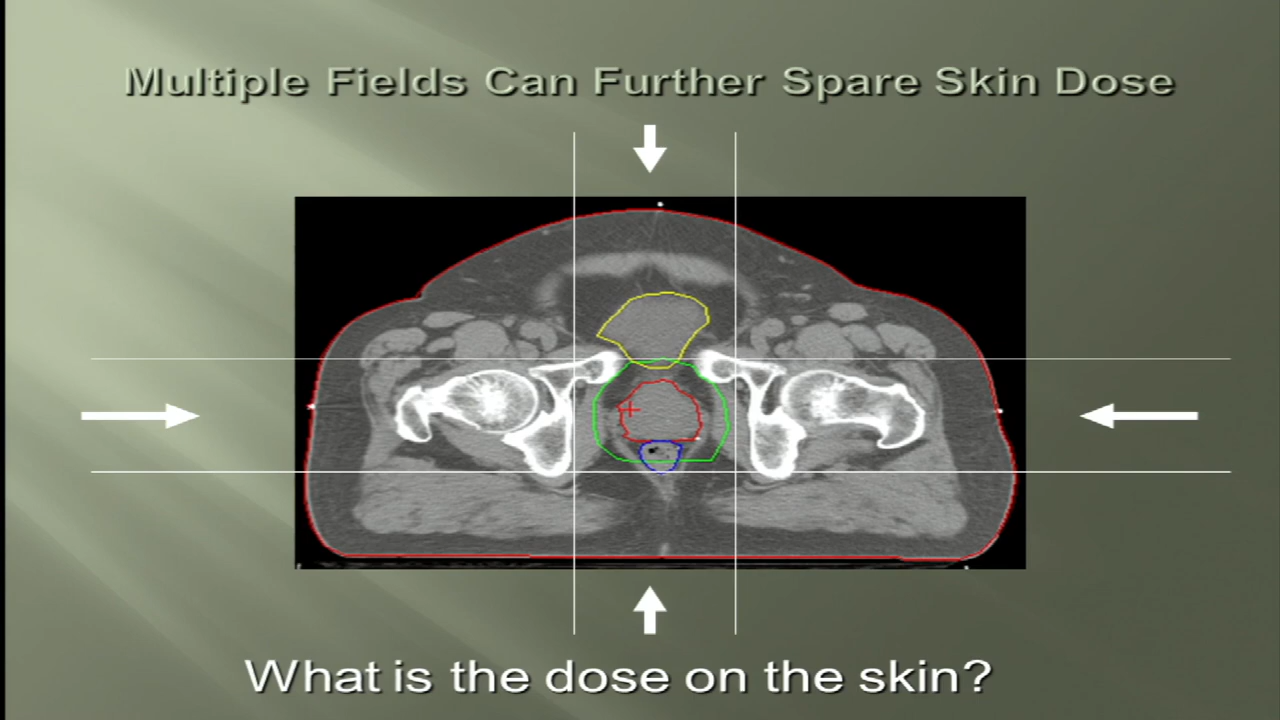 Multiple Fields Can Further Spare Skin Dose
What is the dose on the skin?